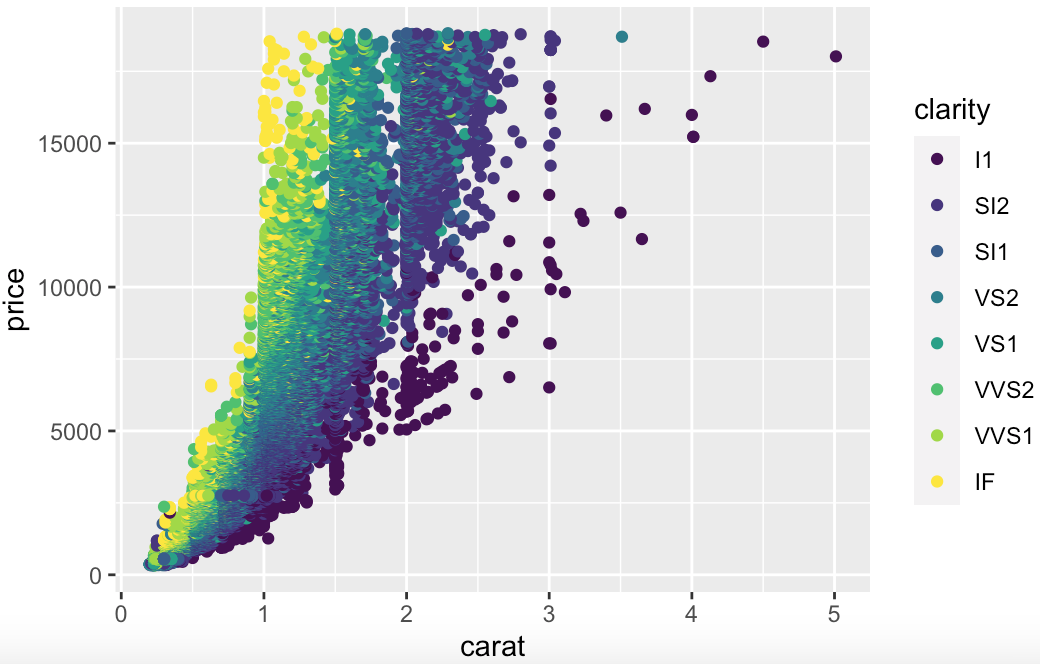 15000
10000
5000
0
price
0 1 2 3 4 5
carat
clarity
I1
SI2
SI1
VS2
VS1
VVS2
VVS1
IF